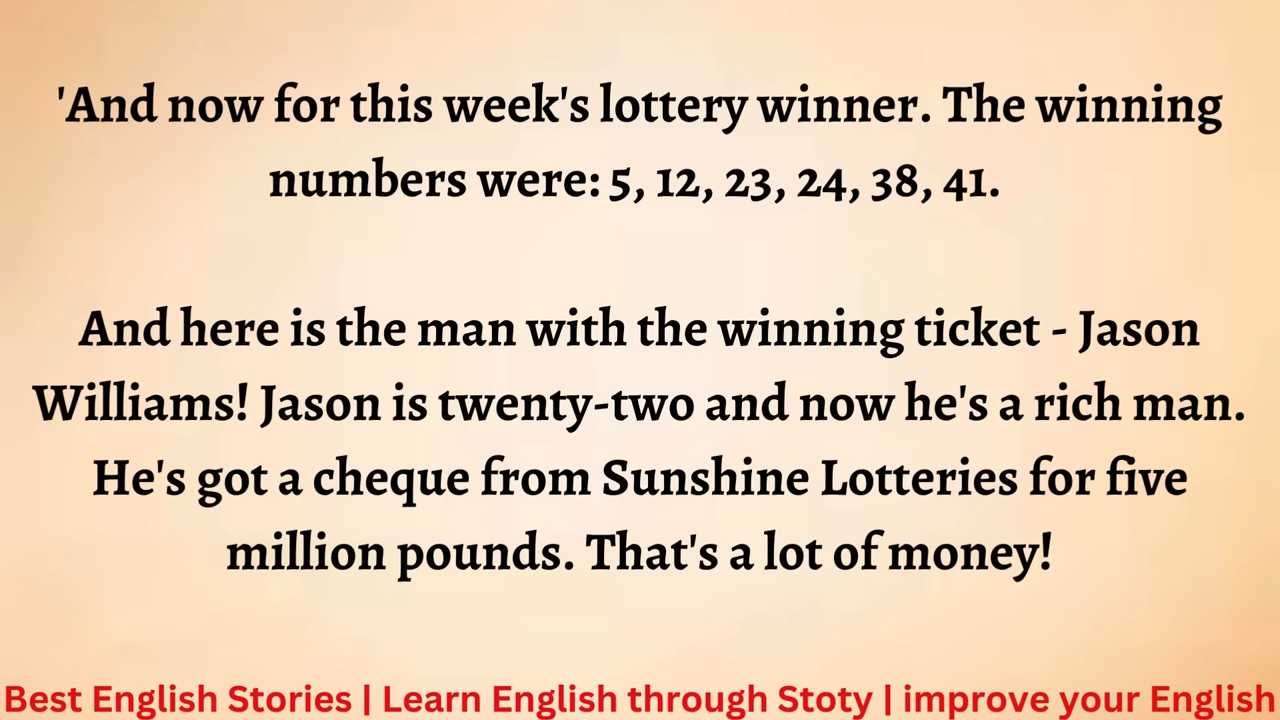 'And now for this week's lottery winner. The winning
numbers were: 5, 12, 23, 24, 38, 41.
And here is the man with the winning ticket - Jason
Williams! Jason is twenty-two and now he's a rich man.
He's got a cheque from Sunshine Lotteries for five
million pounds. That's a lot of money!
Best English Stories | Learn English through Stoty | improve your English